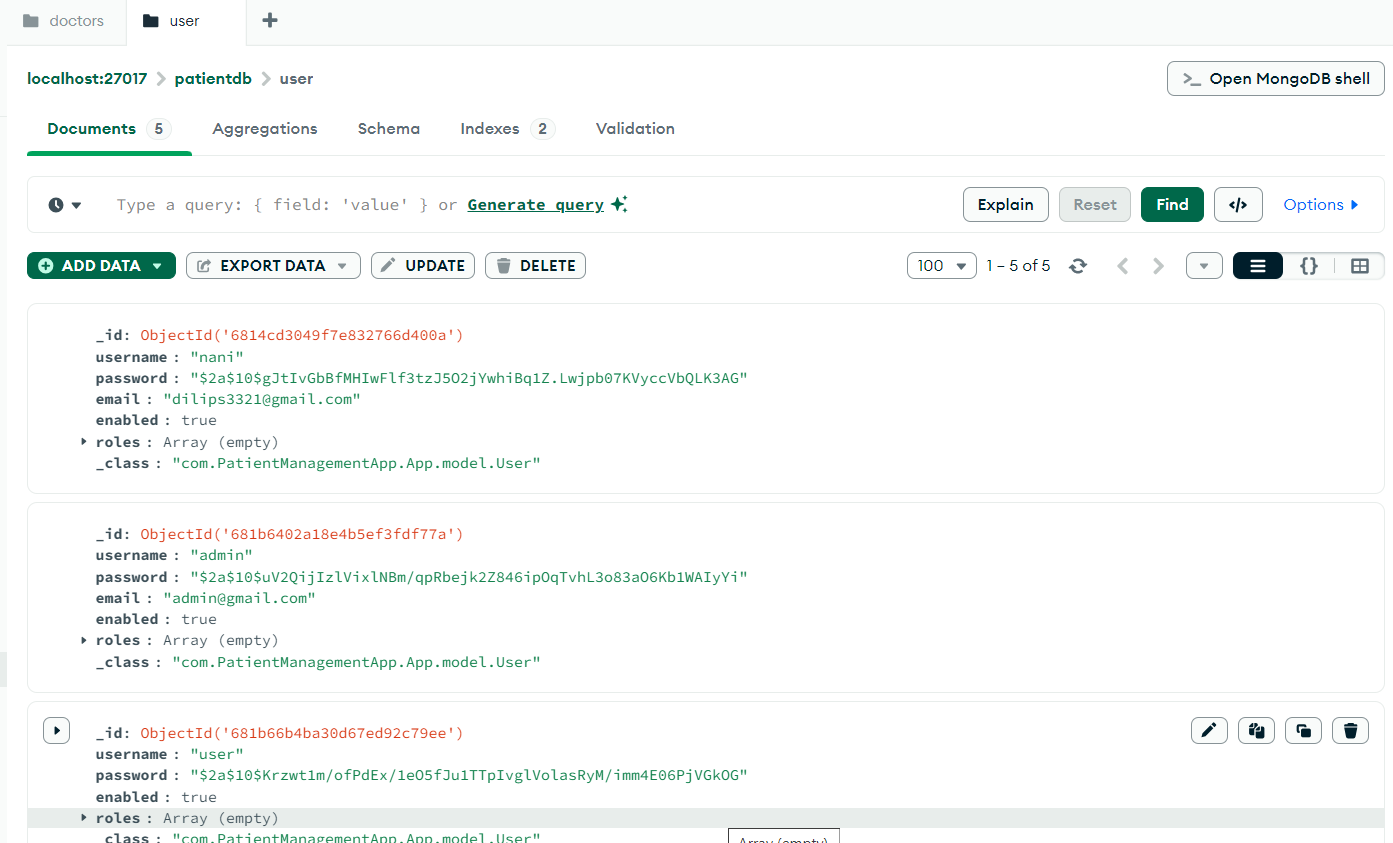 doctors
user
localhost:27017 patientdb user
>_ Open MongoDB shell
Documents 5 Aggregations Schema Indexes 2 Validation
Type a query: { field: 'value' } or Generate query
Explain Reset Find </> Options
ADD DATA EXPORT DATA UPDATE DELETE
100 1 – 5 of 5 {}
_id: ObjectId('6814cd3049f7e832766d400a')
username : "nani"
password : "$2a$10$gJtIvGbBfMHIwFlf3tzJ5O2jYwhiBq1Z.Lwjpb07KVyccVbQLK3AG"
email : "dilips3321@gmail.com"
enabled : true
roles : Array (empty)
_class : "com.PatientManagementApp.App.model.User"
_id: ObjectId('681b6402a18e4b5ef3fdf77a')
username : "admin"
password : "$2a$10$uV2QijIzlVixlNBm/qpRbejk2Z846ipOqTvhL3o83aO6Kb1WAIyYi"
email : "admin@gmail.com"
enabled : true
roles : Array (empty)
_class : "com.PatientManagementApp.App.model.User"
_id: ObjectId('681b66b4ba30d67ed92c79ee')
username : "user"
password : "$2a$10$Krzwt1m/ofPdEx/1eO5fJu1TTpIvglVolasRyM/imm4E06PjVGkOG"
enabled : true
roles : Array (empty)
_class : "com.PatientManagementApp.App.model.User"
Array (empty)